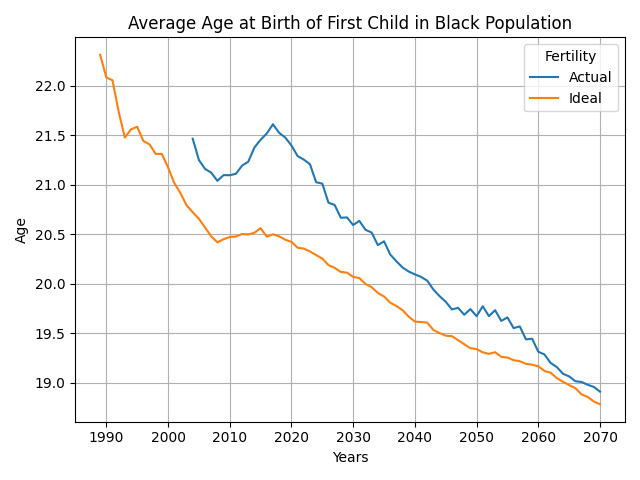 Average Age at Birth of First Child in Black Population
Fertility
Actual
Ideal
Age
22.0
21.5
21.0
20.5
20.0
19.5
19.0
1990 2000 2010 2020 2030 2040 2050 2060 2070
Years